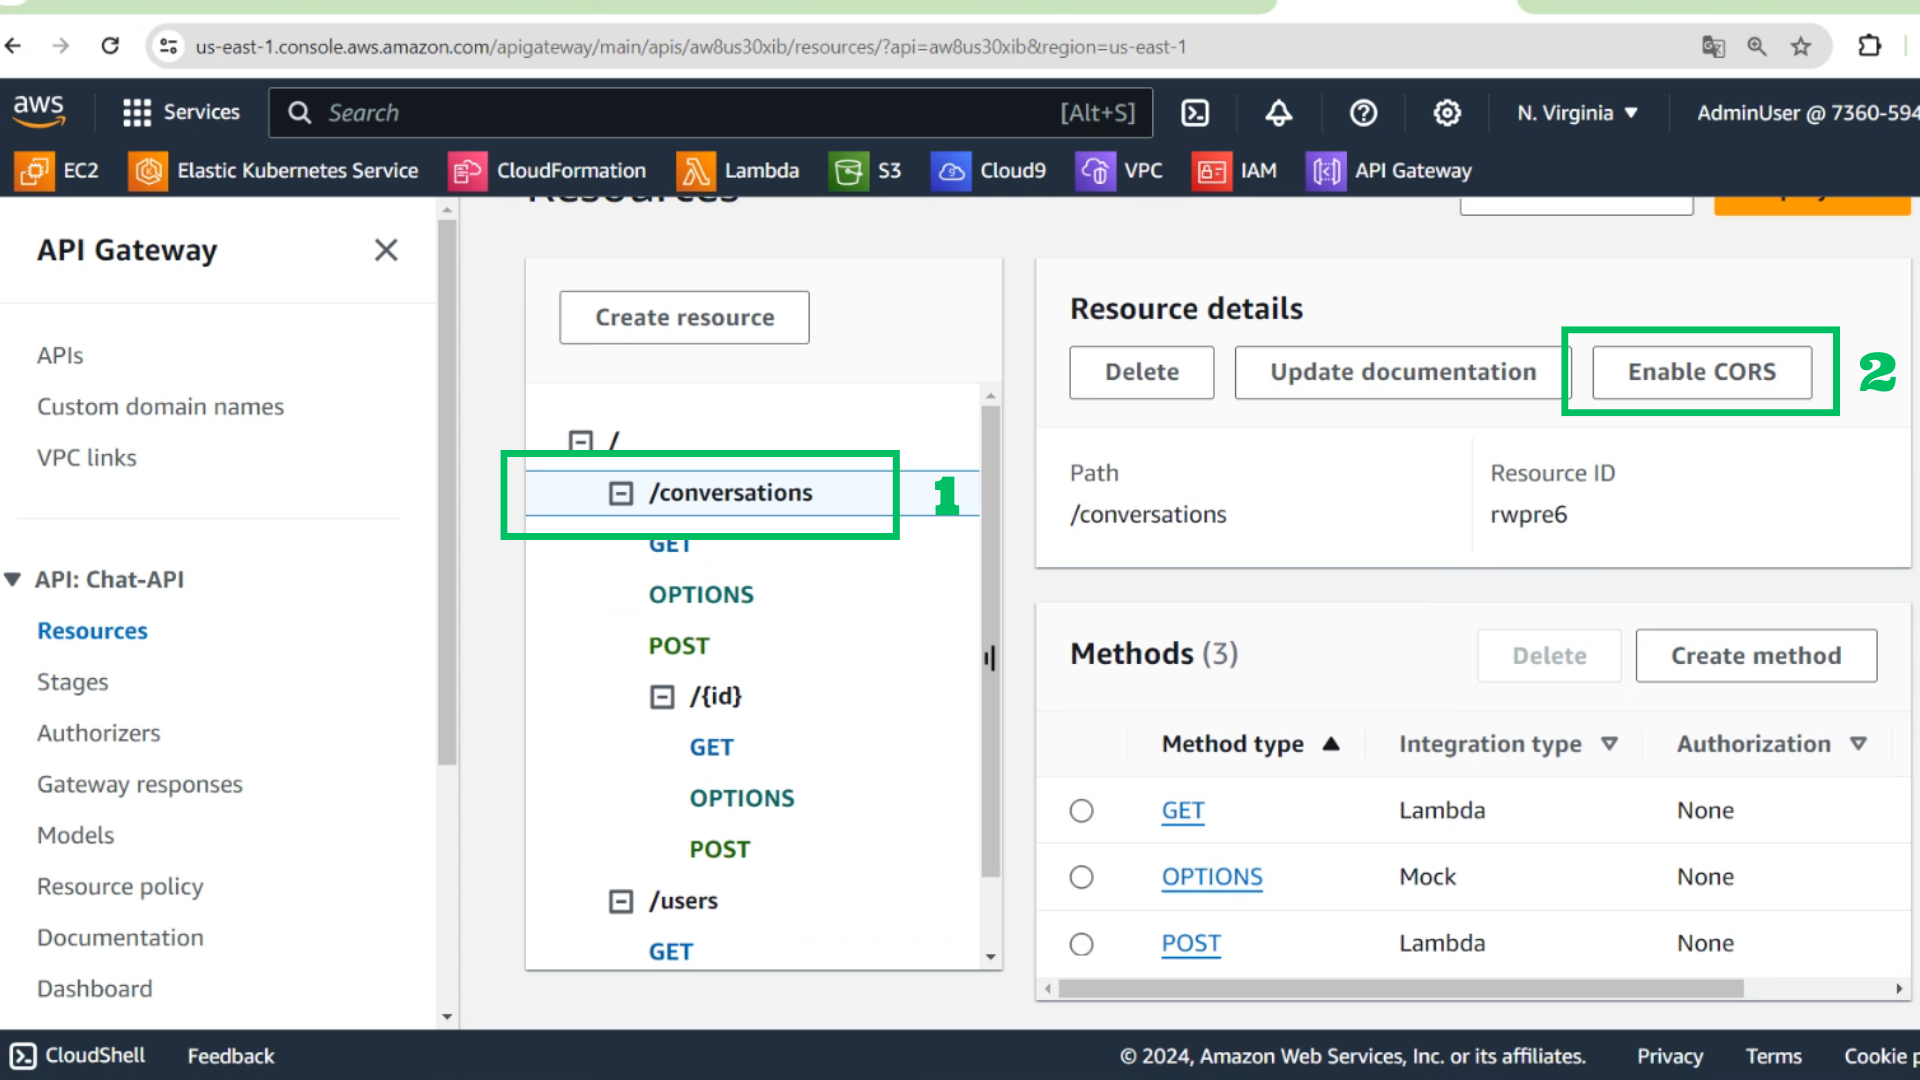 us-east-1.console.aws.amazon.com/apigateway/main/apis/aw8us30xib/resources/?api=aw8us30xib&region=us-east-1
aws
Services
Search
[Alt+S]
N. Virginia ▼
AdminUser @ 7360-594
EC2
Elastic Kubernetes Service
CloudFormation
Lambda
S3
Cloud9
VPC
IAM
API Gateway
API Gateway
APIs
Custom domain names
VPC links
API: Chat-API
Resources
Stages
Authorizers
Gateway responses
Models
Resource policy
Documentation
Dashboard
Resources
Create resource
/
/conversations
1
GET
OPTIONS
POST
/{id}
GET
OPTIONS
POST
/users
GET
Resource details
Delete
Update documentation
Enable CORS
2
Path
/conversations
Resource ID
rwpre6
Methods (3)
Delete
Create method
Method type
Integration type
Authorization
GET
Lambda
None
OPTIONS
Mock
None
POST
Lambda
None
CloudShell
Feedback
© 2024, Amazon Web Services, Inc. or its affiliates.
Privacy
Terms
Cookie p